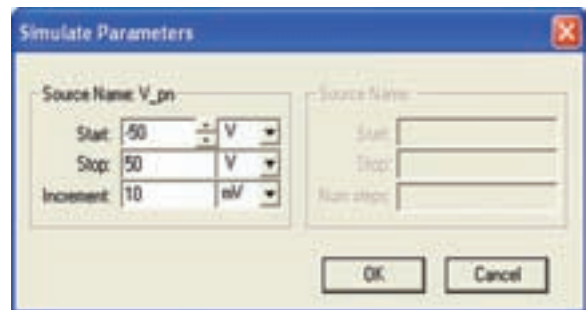 Simulate Parameters
Source Name: V_pn
Start: -50 V
Stop: 50 V
Increment: 10 mV
Source Name:
Start:
Stop:
Num steps:
OK
Cancel